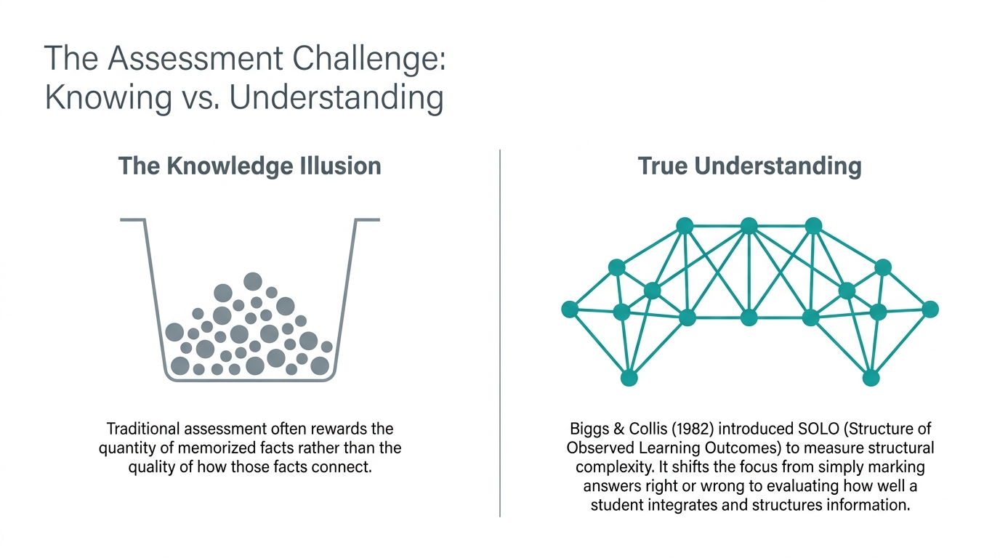 The Assessment Challenge:
Knowing vs. Understanding
The Knowledge Illusion
Traditional assessment often rewards the
quantity of memorized facts rather than the
quality of how those facts connect.
True Understanding
Biggs & Collis (1982) introduced SOLO (Structure of
Observed Learning Outcomes) to measure structural
complexity. It shifts the focus from simply marking
answers right or wrong to evaluating how well a
student integrates and structures information.